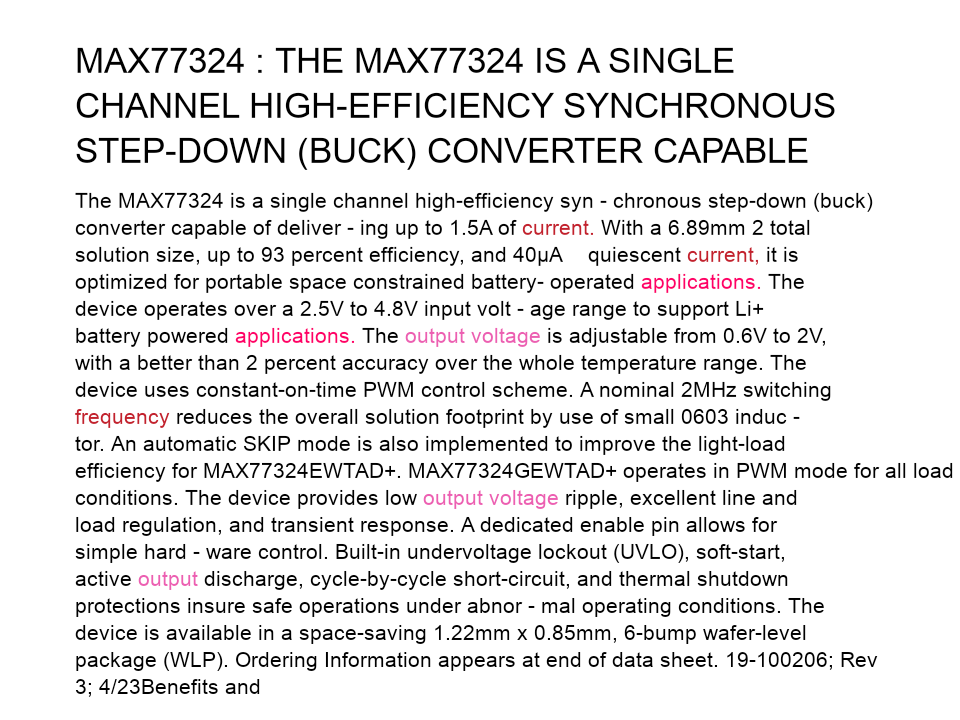 MAX77324 : THE MAX77324 IS A SINGLE
CHANNEL HIGH-EFFICIENCY SYNCHRONOUS
STEP-DOWN (BUCK) CONVERTER CAPABLE
The MAX77324 is a single channel high-efficiency syn - chronous step-down (buck)
converter capable of deliver - ing up to 1.5A of current. With a 6.89mm 2 total
solution size, up to 93 percent efficiency, and 40µA    quiescent current, it is
optimized for portable space constrained battery- operated applications. The
device operates over a 2.5V to 4.8V input volt - age range to support Li+
battery powered applications. The output voltage is adjustable from 0.6V to 2V,
with a better than 2 percent accuracy over the whole temperature range. The
device uses constant-on-time PWM control scheme. A nominal 2MHz switching
frequency reduces the overall solution footprint by use of small 0603 induc -
tor. An automatic SKIP mode is also implemented to improve the light-load
efficiency for MAX77324EWTAD+. MAX77324GEWTAD+ operates in PWM mode for all load
conditions. The device provides low output voltage ripple, excellent line and
load regulation, and transient response. A dedicated enable pin allows for
simple hard - ware control. Built-in undervoltage lockout (UVLO), soft-start,
active output discharge, cycle-by-cycle short-circuit, and thermal shutdown
protections insure safe operations under abnor - mal operating conditions. The
device is available in a space-saving 1.22mm x 0.85mm, 6-bump wafer-level
package (WLP). Ordering Information appears at end of data sheet. 19-100206; Rev
3; 4/23Benefits and